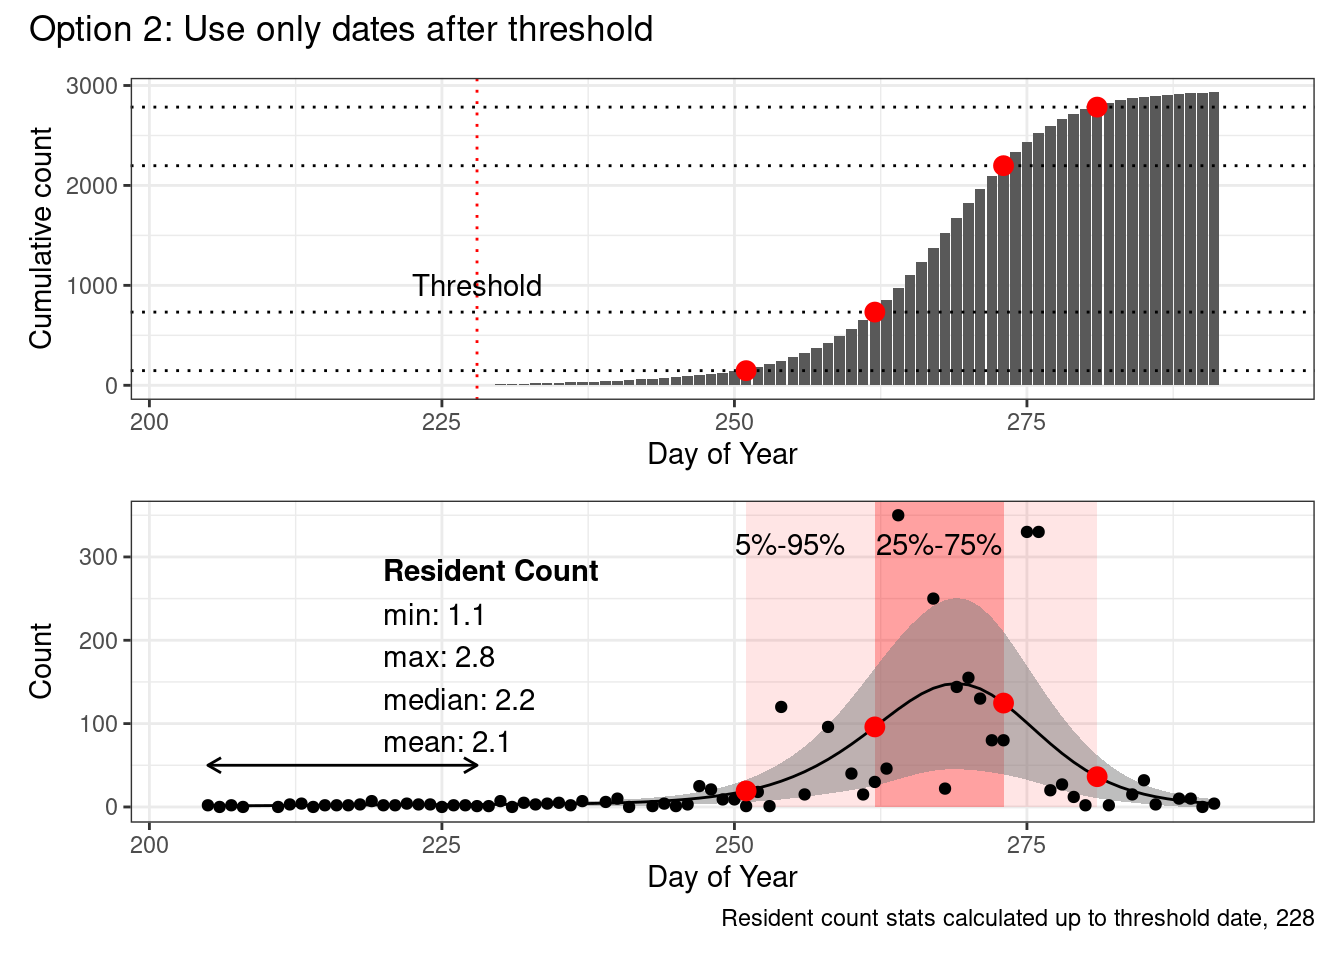 Option 2: Use only dates after threshold
3000
2000
1000
0
Cumulative count
Threshold
200 225 250 275
Day of Year
300
200
100
0
Count
5%-95% 25%-75%
Resident Count
min: 1.1
max: 2.8
median: 2.2
mean: 2.1
200 225 250 275
Day of Year
Resident count stats calculated up to threshold date, 228